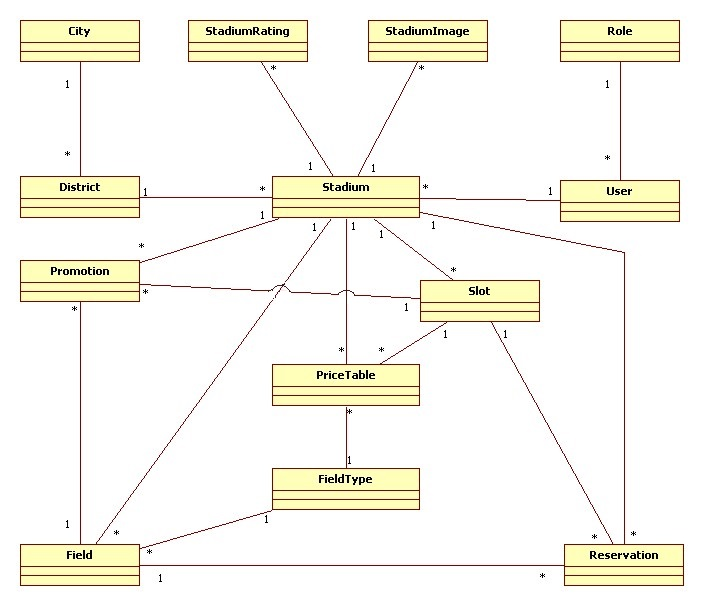 City
StadiumRating
StadiumImage
Role
1
*
*
1
*
1
1
*
District
1
*
Stadium
*
1
User
1
1
1
1
1
*
*
Promotion
*
Slot
*
1
*
*
*
1
1
PriceTable
*
1
FieldType
1
1
*
*
*
*
Field
Reservation
1
*